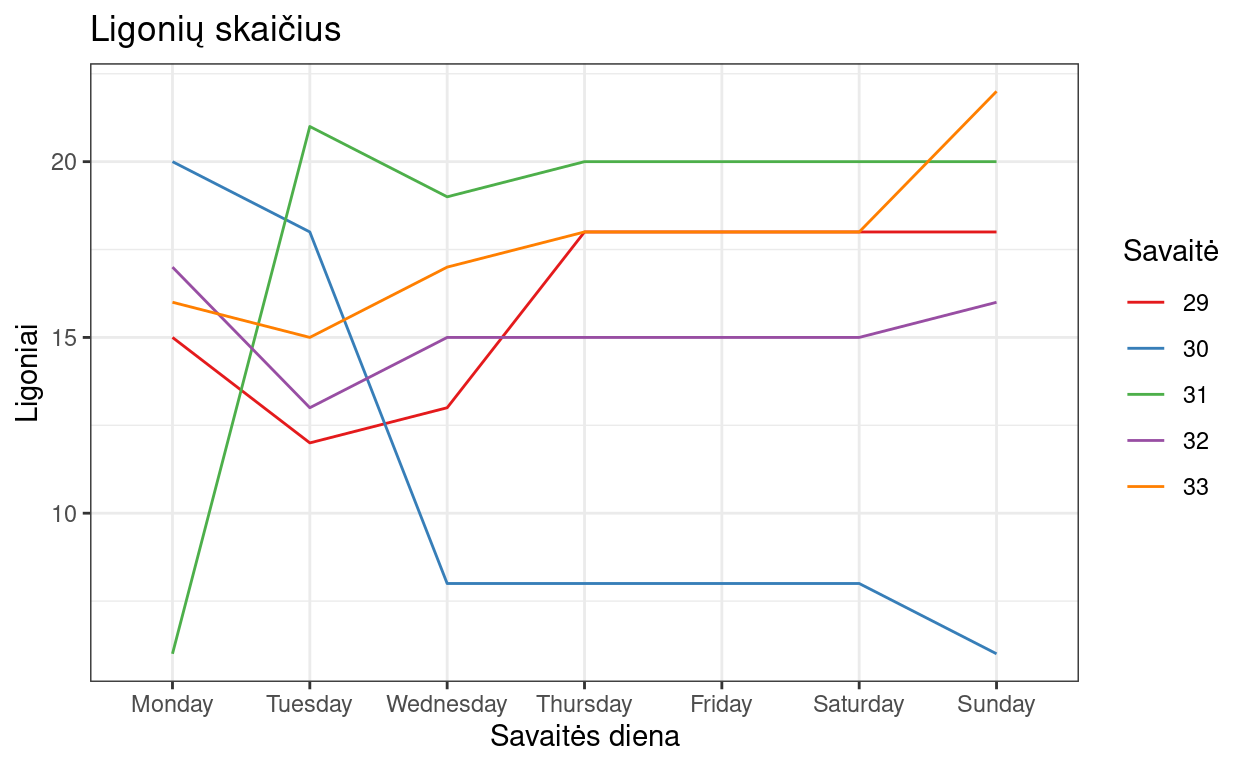 Ligonių skaičius
Ligoniai
20
15
10
Monday Tuesday Wednesday Thursday Friday Saturday Sunday
Savaitės diena
Savaitė
29
30
31
32
33